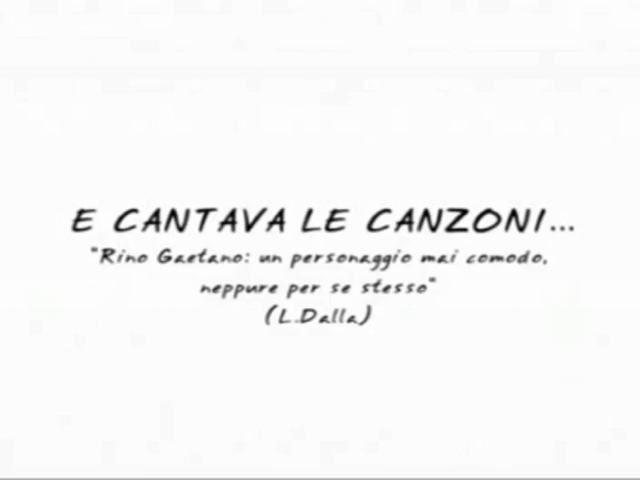 E CANTAVA LE CANZONI...
"Rino Gaetano: un personaggio mai comodo,
neppure per se stesso"
(L.Dalla)